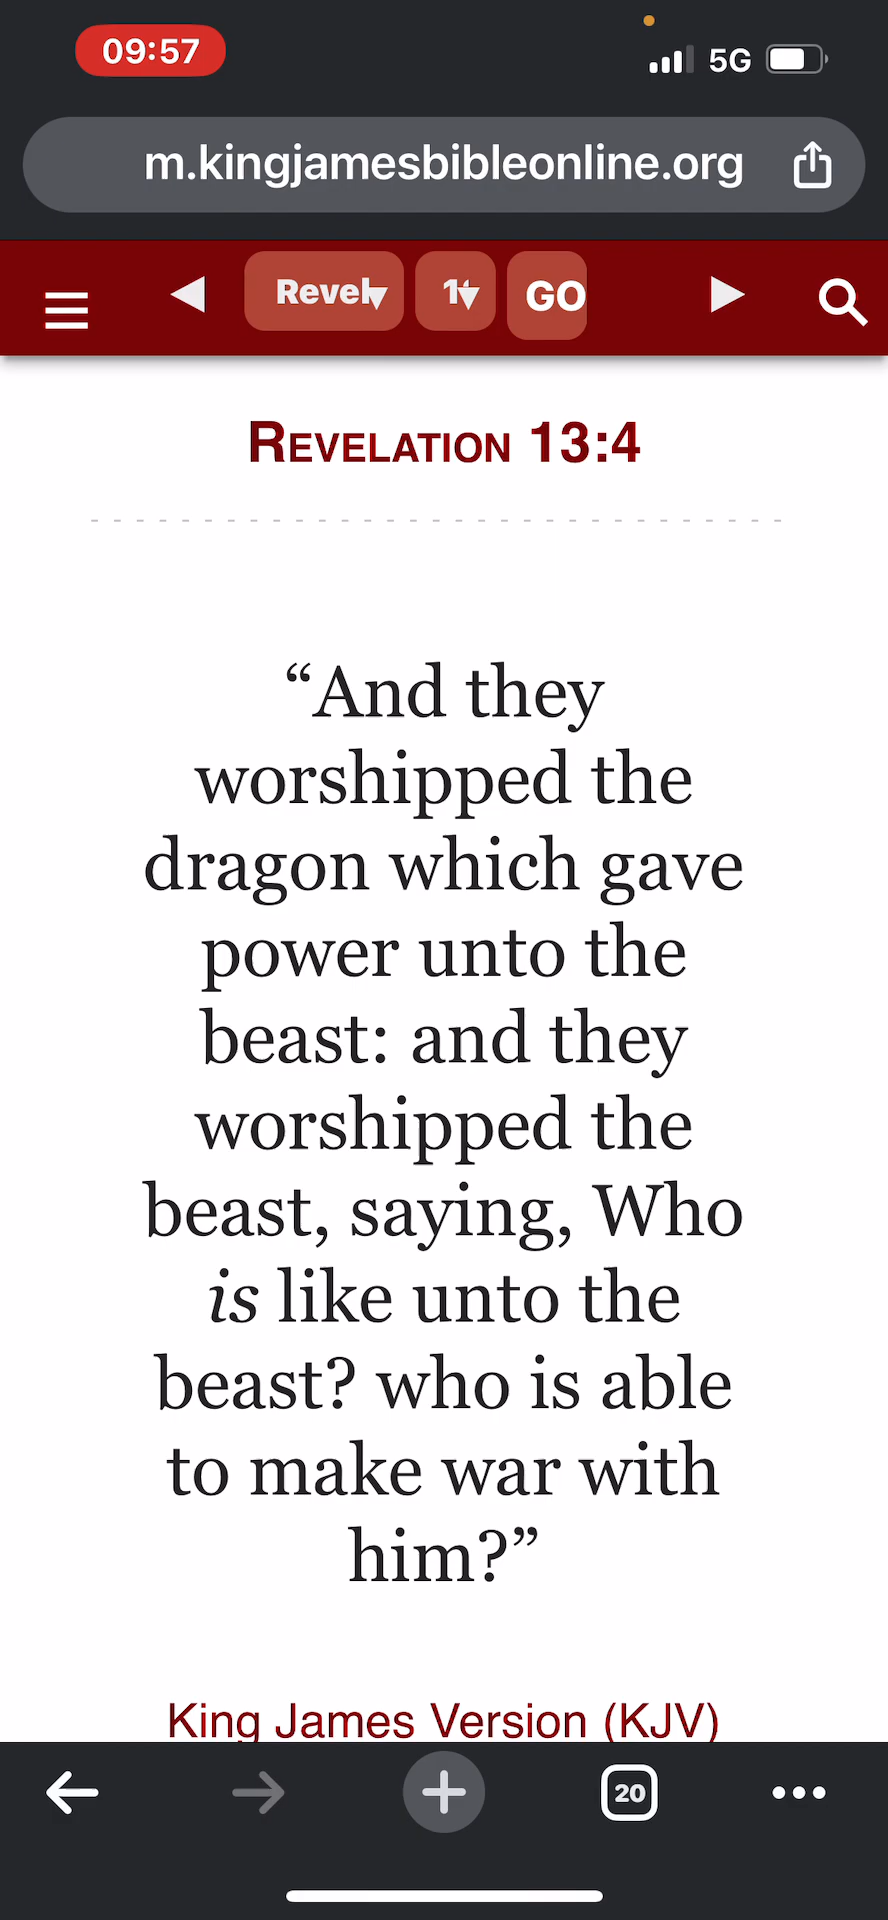 09:57
5G
m.kingjamesbibleonline.org
Revel
GO
REVELATION 13:4
“And they
worshipped the
dragon which gave
power unto the
beast: and they
worshipped the
beast, saying, Who
is like unto the
beast? who is able
to make war with
him?”
King James Version (KJV)
20